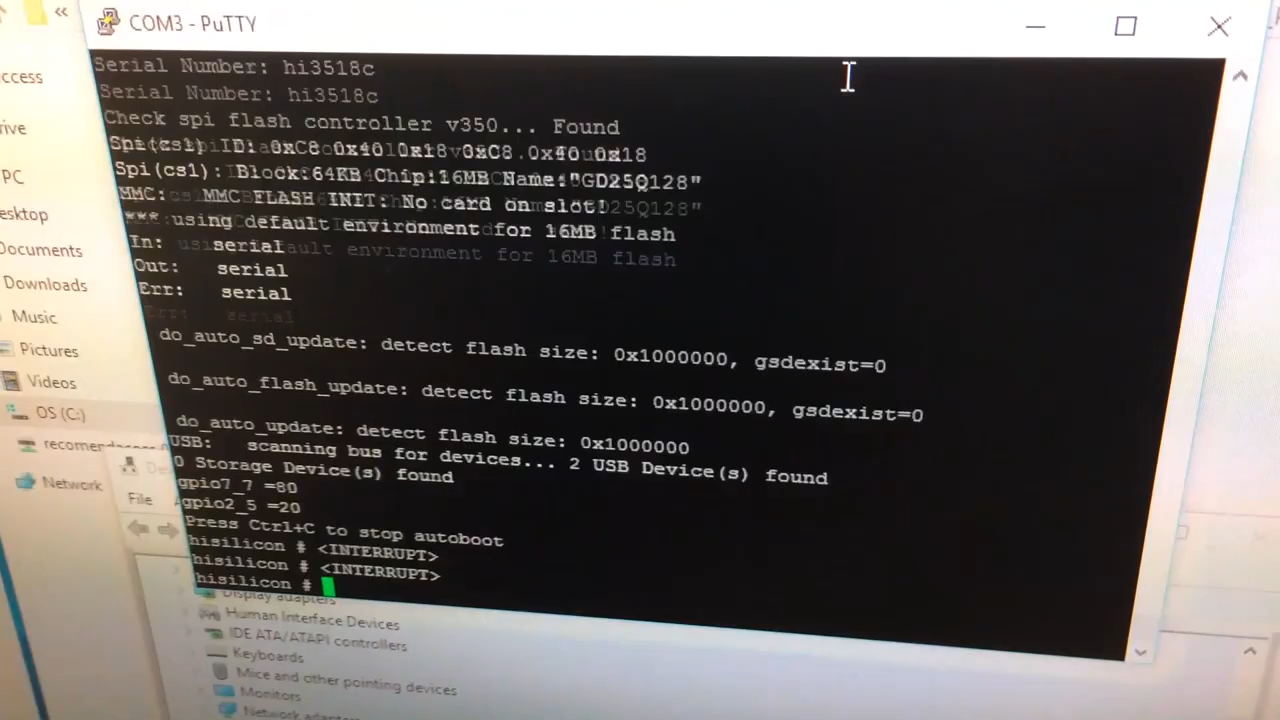 COM3 - PuTTY
Serial Number: hi3518c
Serial Number: hi3518c
Check spi flash controller v350... Found
Spi(cs1) ID: 0xC8 0x40 0x18 0xC8 0x40 0x18
Spi(cs1): Block:64KB Chip:16MB Name:"GD25Q128"
MMC: MMC FLASH INIT: No card on slot!
*** using default environment for 16MB flash
In: serial
Out: serial
Err: serial
do_auto_sd_update: detect flash size: 0x1000000, gsdexist=0
do_auto_flash_update: detect flash size: 0x1000000, gsdexist=0
do_auto_update: detect flash size: 0x1000000
USB: scanning bus for devices... 2 USB Device(s) found
0 Storage Device(s) found
gpio7_7 =80
gpio2_5 =20
Press Ctrl+C to stop autoboot
hisilicon # <INTERRUPT>
hisilicon # <INTERRUPT>
hisilicon #
PC
Documents
Downloads
Music
Pictures
Videos
OS (C:)
Network
File
Display adapters
Human Interface Devices
IDE ATA/ATAPI controllers
Keyboards
Mice and other pointing devices
Monitors
Network